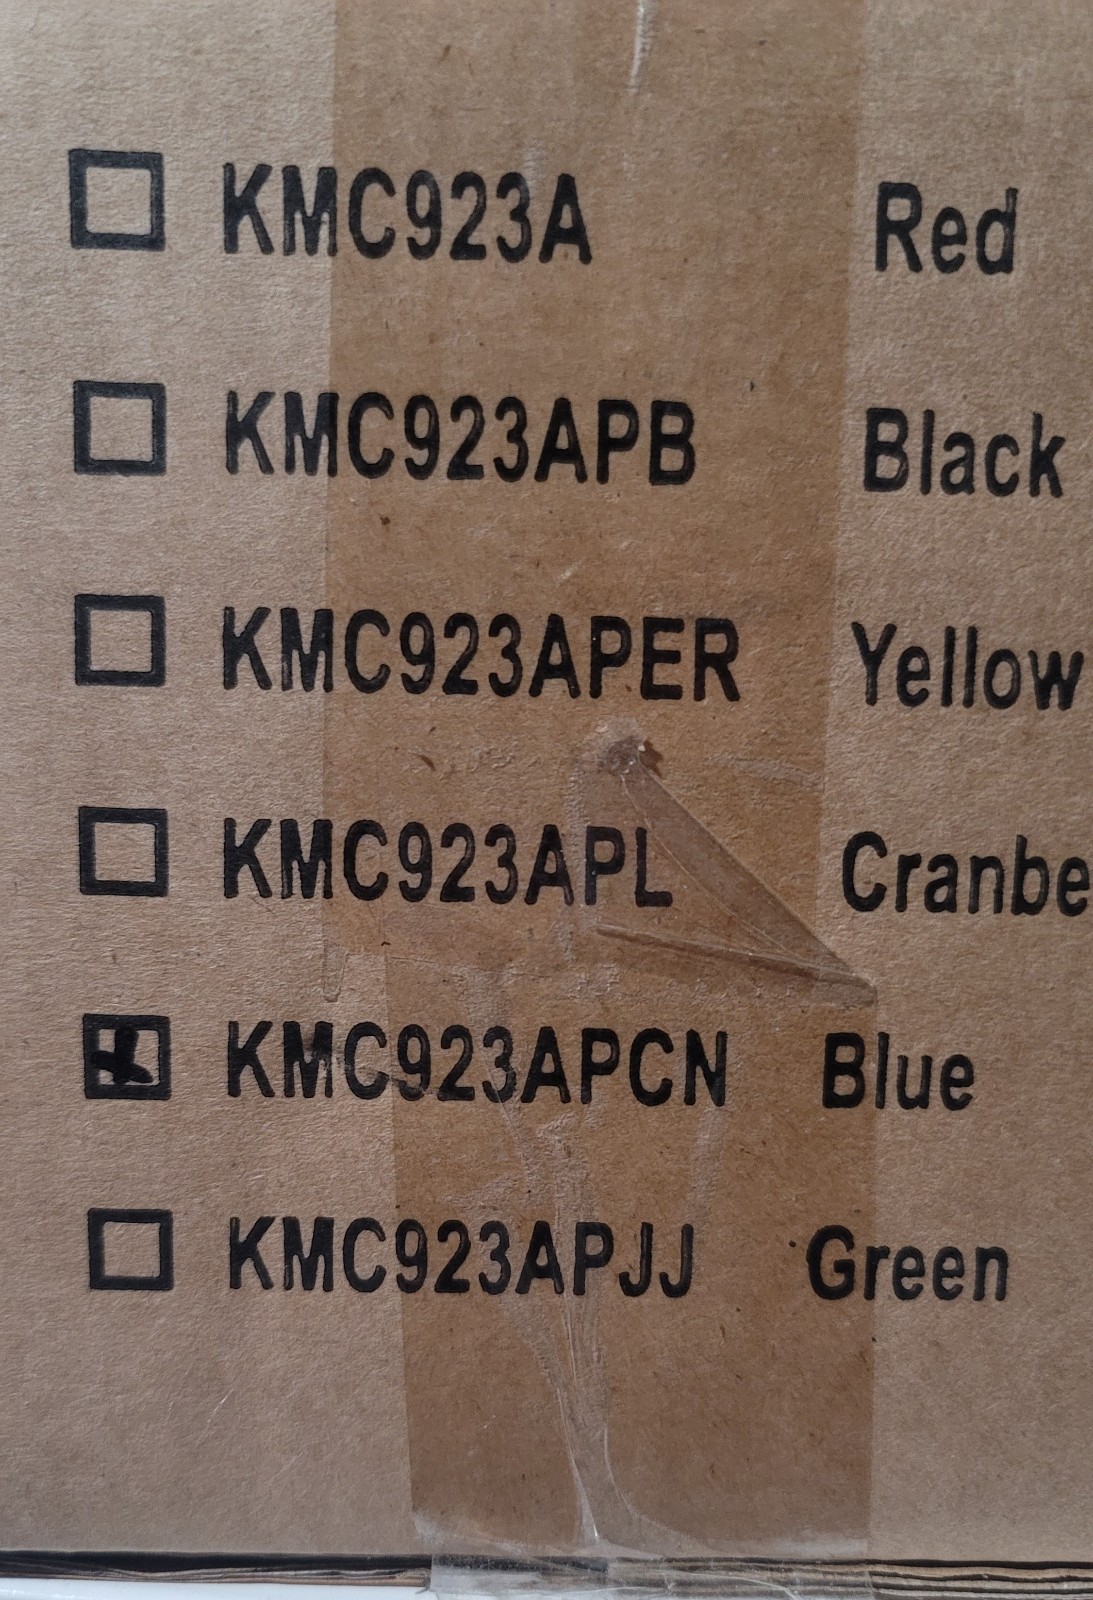 KMC923A Red
KMC923APB Black
KMC923APER Yellow
KMC923APL Cranbe
KMC923APCN Blue
KMC923APJJ Green